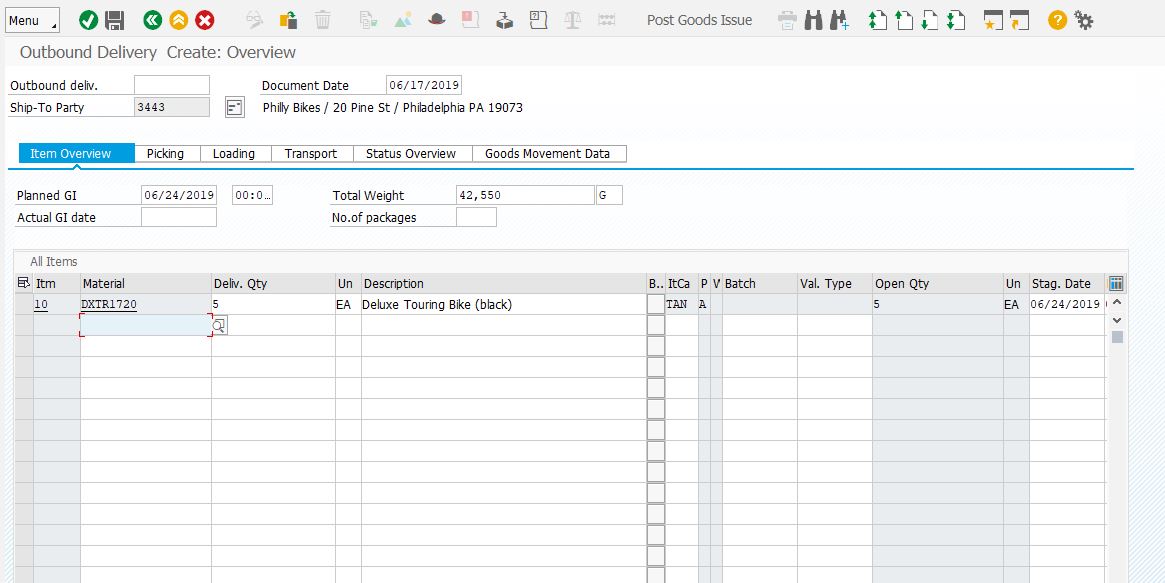 Menu Post Goods Issue
Outbound Delivery Create: Overview
Outbound deliv. Document Date 06/17/2019
Ship-To Party 3443 Philly Bikes / 20 Pine St / Philadelphia PA 19073
Item Overview Picking Loading Transport Status Overview Goods Movement Data
Planned GI 06/24/2019 00:0… Total Weight 42,550 G
Actual GI date No.of packages
All Items
Itm Material Deliv. Qty Un Description B.. ItCa P W Batch Val. Type Open Qty Un Stag. Date
10 DXTR1720 5 EA Deluxe Touring Bike (black) TAN A 5 EA 06/24/2019